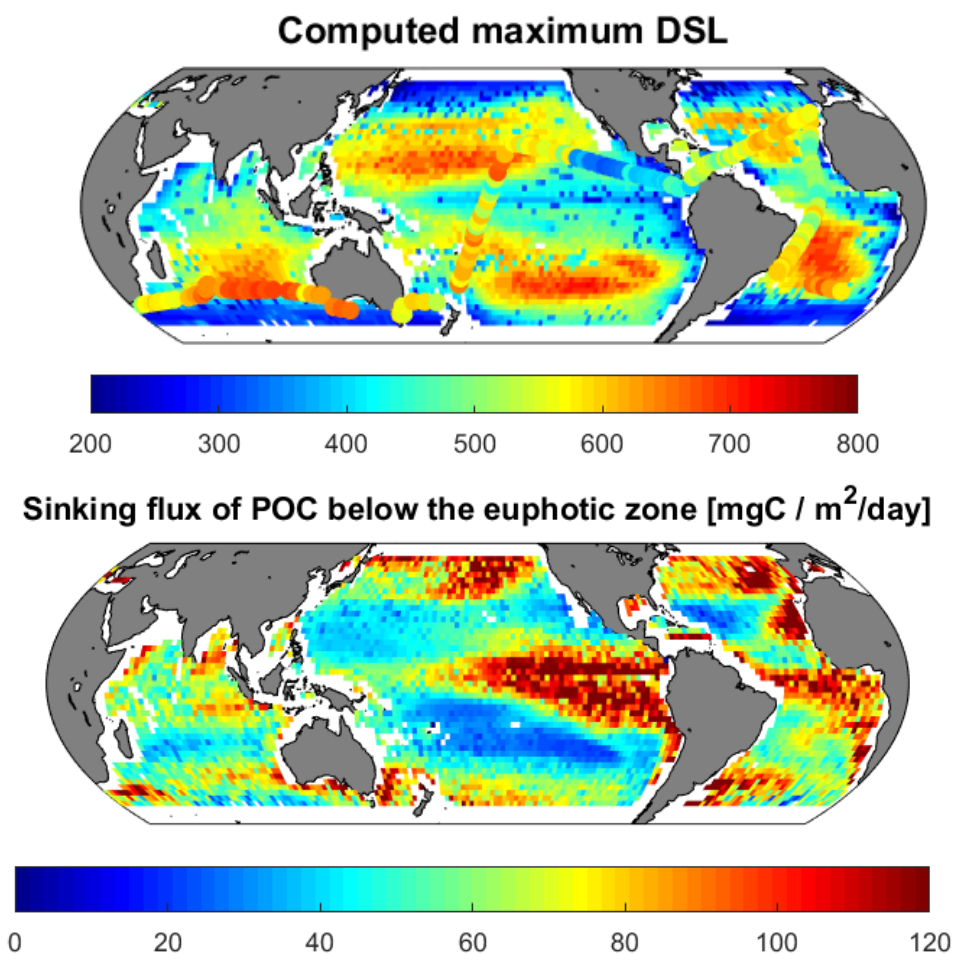 Computed maximum DSL
200 300 400 500 600 700 800
Sinking flux of POC below the euphotic zone [mgC / m²/day]
0 20 40 60 80 100 120